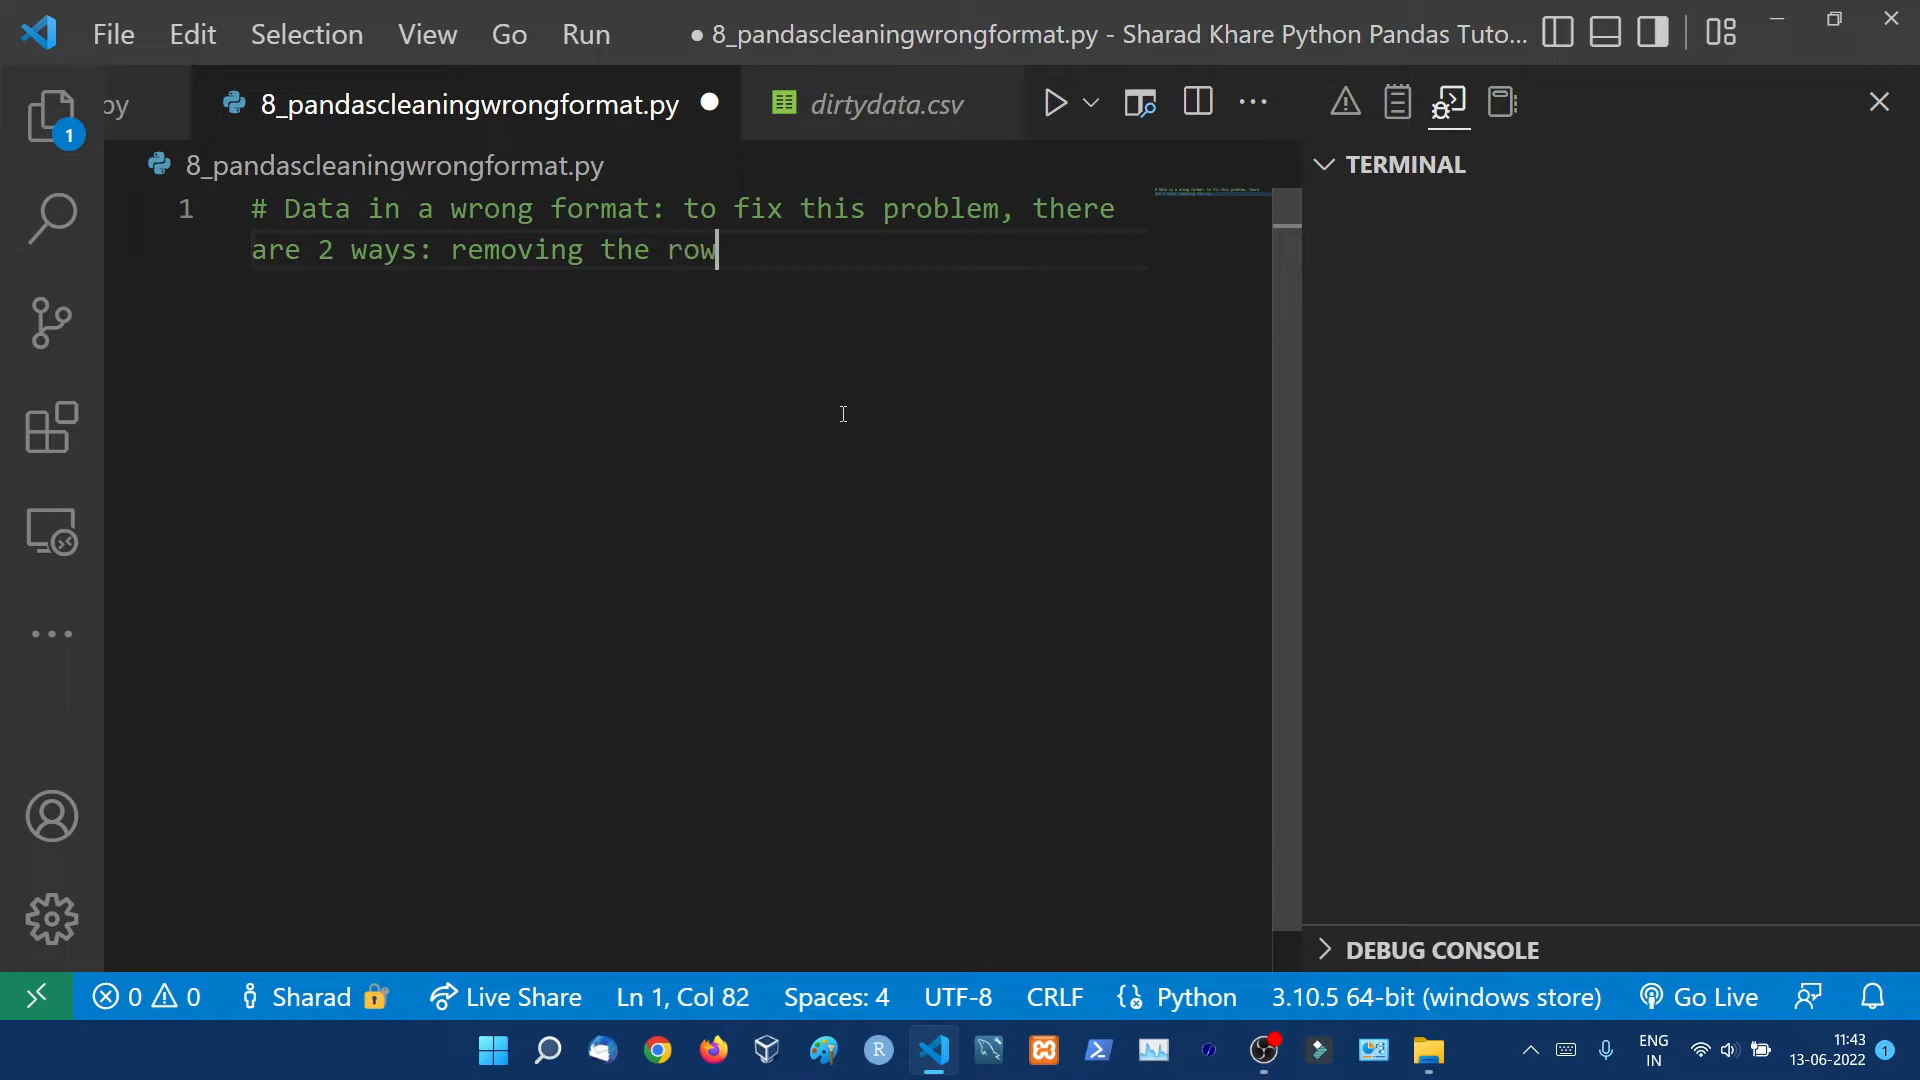 File Edit Selection View Go Run ● 8_pandascleaningwrongformat.py - Sharad Khare Python Pandas Tuto...
py 8_pandascleaningwrongformat.py dirtydata.csv
8_pandascleaningwrongformat.py
TERMINAL
1 # Data in a wrong format: to fix this problem, there
are 2 ways: removing the row
1
DEBUG CONSOLE
0 0 Sharad Live Share Ln 1, Col 82 Spaces: 4 UTF-8 CRLF Python 3.10.5 64-bit (windows store) Go Live
R ENG
IN
11:43
13-06-2022
1